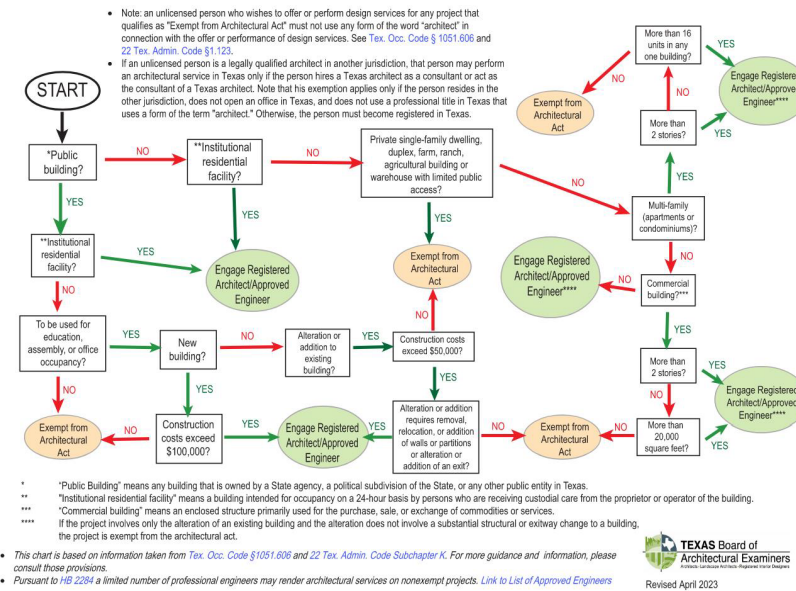 • Note: an unlicensed person who wishes to offer or perform design services for any project that
qualifies as "Exempt from Architectural Act" must not use any form of the word “architect” in
connection with the offer or performance of design services. See Tex. Occ. Code § 1051.606 and
22 Tex. Admin. Code §1.123.
• If an unlicensed person is a legally qualified architect in another jurisdiction, that person may perform
an architectural service in Texas only if the person hires a Texas architect as a consultant or act as
the consultant of a Texas architect. Note that his exemption applies only if the person resides in the
other jurisdiction, does not open an office in Texas, and does not use a professional title in Texas that
uses a form of the term "architect." Otherwise, the person must become registered in Texas.
START
*Public
building?
NO
**Institutional
residential
facility?
NO
Private single-family dwelling,
duplex, farm, ranch,
agricultural building or
warehouse with limited public
access?
NO
More than 16
units in any
one building?
YES
NO
Exempt from
Architectural
Act
Engage Registere
Architect/Approve
Engineer****
NO
More than
2 stories?
YES
YES
Multi-family
(apartments or
condominiums)?
YES
YES
YES
**Institutional
residential
facility?
YES
Engage Registered
Architect/Approved
Engineer
Exempt from
Architectural
Act
Engage Registered
Architect/Approved
Engineer****
NO
NO
Commercial
building?***
NO
To be used for
education,
assembly, or office
occupancy?
YES
New
building?
NO
Alteration or
addition to
existing
building?
YES
NO
Construction costs
exceed $50,000?
YES
More than
2 stories?
YES
NO
YES
YES
Engage Registered
Architect/Approved
Engineer****
NO
Exempt from
Architectural
Act
NO
Construction
costs exceed
$100,000?
YES
Engage Registered
Architect/Approved
Engineer
YES
Alteration or addition
requires removal,
relocation, or addition
of walls or partitions
or alteration or
addition of an exit?
NO
Exempt from
Architectural
Act
NO
More than
20,000
square feet?
YES
* “Public Building” means any building that is owned by a State agency, a political subdivision of the State, or any other public entity in Texas.
** "Institutional residential facility" means a building intended for occupancy on a 24-hour basis by persons who are receiving custodial care from the proprietor or operator of the building.
*** “Commercial building” means an enclosed structure primarily used for the purchase, sale, or exchange of commodities or services.
**** If the project involves only the alteration of an existing building and the alteration does not involve a substantial structural or exitway change to a building,
the project is exempt from the architectural act.
• This chart is based on information taken from Tex. Occ. Code §1051.606 and 22 Tex. Admin. Code Subchapter K. For more guidance and information, please
consult those provisions.
• Pursuant to HB 2284 a limited number of professional engineers may render architectural services on nonexempt projects. Link to List of Approved Engineers
TEXAS Board of
Architectural Examiners
Architects Landscape Architects Registered Interior Designers
Revised April 2023